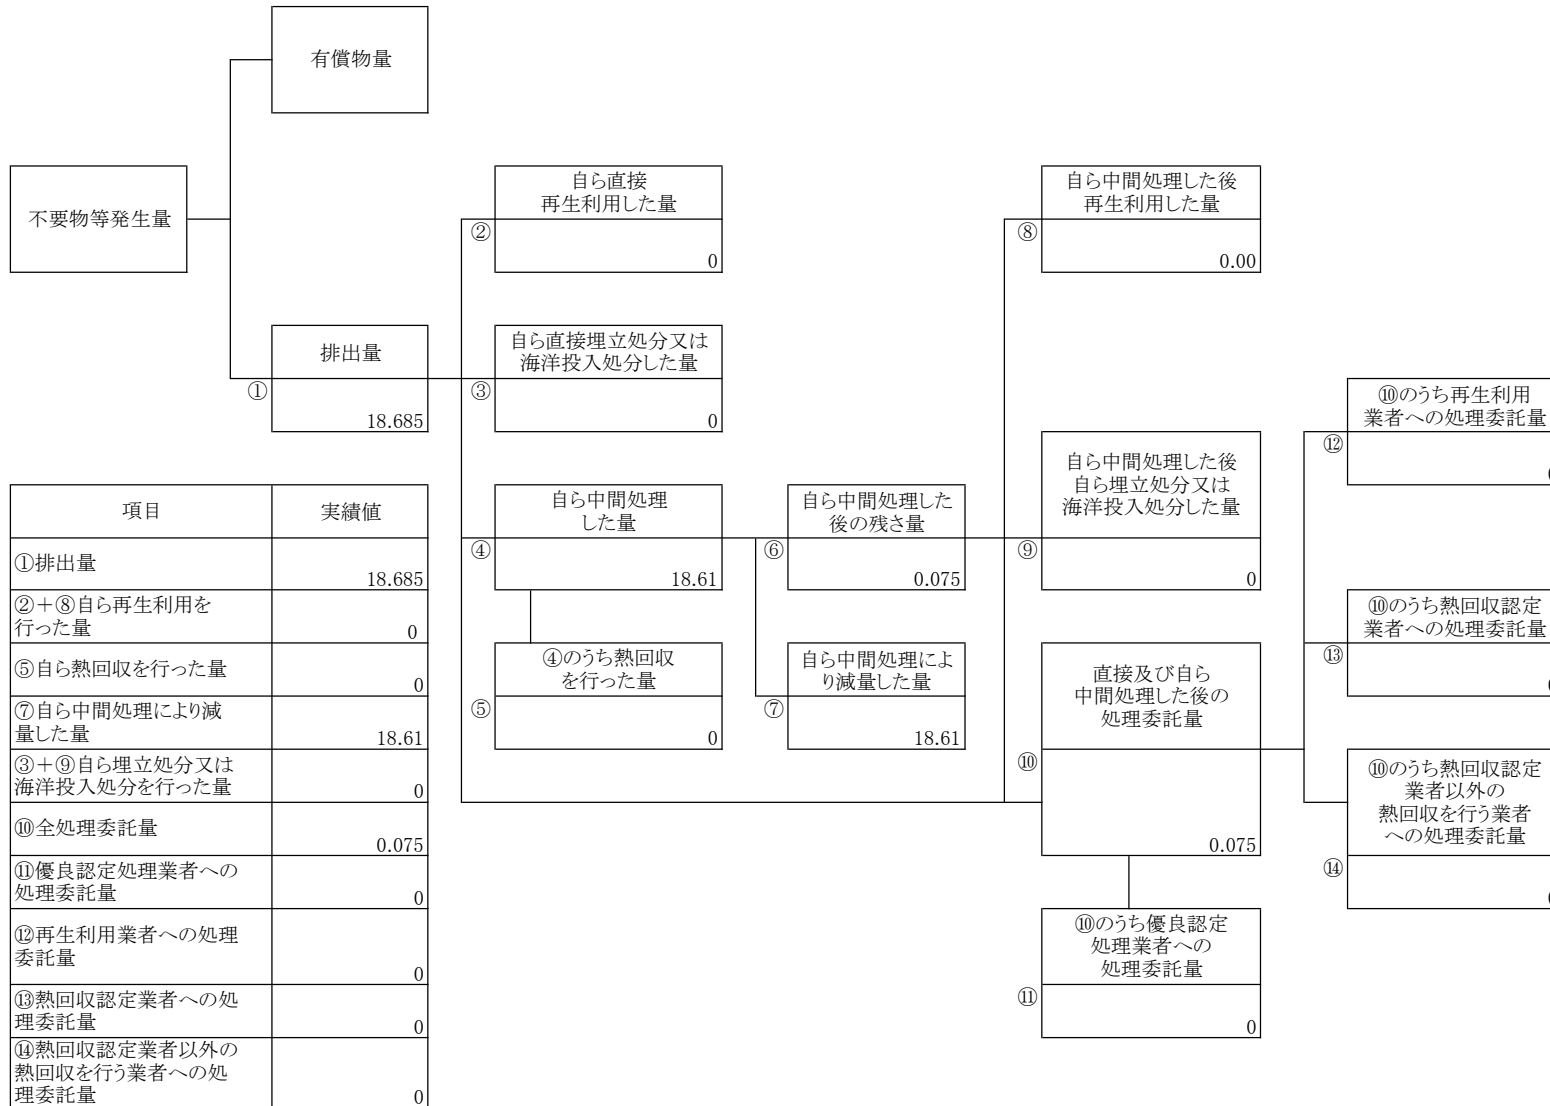 有償物量
不要物等発生量
自ら直接
再生利用した量
②
0
自ら中間処理した後
再生利用した量
⑧
0.00
排出量
①
18.685
自ら直接埋立処分又は
海洋投入処分した量
③
0
⑩のうち再生利用
業者への処理委託量
⑫
自ら中間処理
した量
④
18.61
自ら中間処理した
後の残さ量
⑥
0.075
自ら中間処理した後
自ら埋立処分又は
海洋投入処分した量
⑨
0
⑩のうち熱回収認定
業者への処理委託量
⑬
④のうち熱回収
を行った量
⑤
0
自ら中間処理によ
り減量した量
⑦
18.61
直接及び自ら
中間処理した後の
処理委託量
⑩
0.075
⑩のうち熱回収認定
業者以外の
熱回収を行う業者
への処理委託量
⑭
⑩のうち優良認定
処理業者への
処理委託量
⑪
0
項目 実績値
①排出量 18.685
②+⑧自ら再生利用を
行った量 0
⑤自ら熱回収を行った量 0
⑦自ら中間処理により減
量した量 18.61
③+⑨自ら埋立処分又は
海洋投入処分を行った量 0
⑩全処理委託量 0.075
⑪優良認定処理業者への
処理委託量 0
⑫再生利用業者への処理
委託量 0
⑬熱回収認定業者への処
理委託量 0
⑭熱回収認定業者以外の
熱回収を行う業者への処
理委託量 0